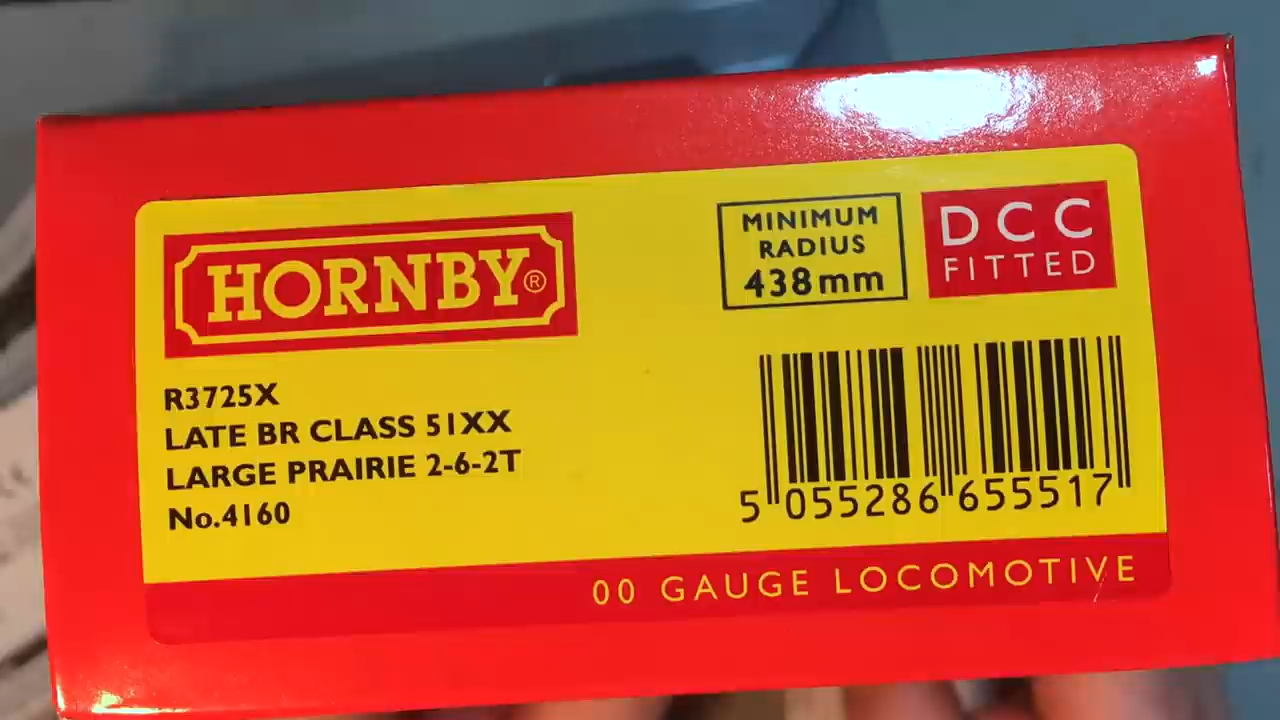 HORNBY®
MINIMUM
RADIUS
438mm
DCC
FITTED
R3725X
LATE BR CLASS 51XX
LARGE PRAIRIE 2-6-2T
No.4160
5 055286 655517
00 GAUGE LOCOMOTIVE